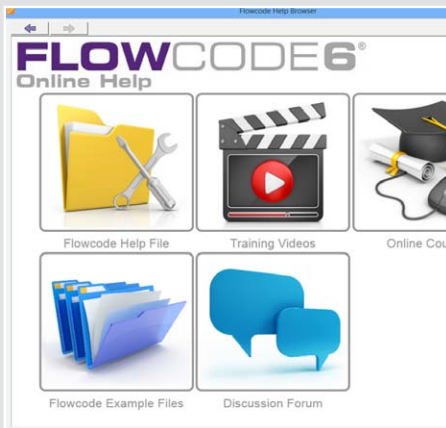 Flowcode Help Browser
FLOWCODE6®
Online Help
Flowcode Help File
Training Videos
Online Cou
Flowcode Example Files
Discussion Forum